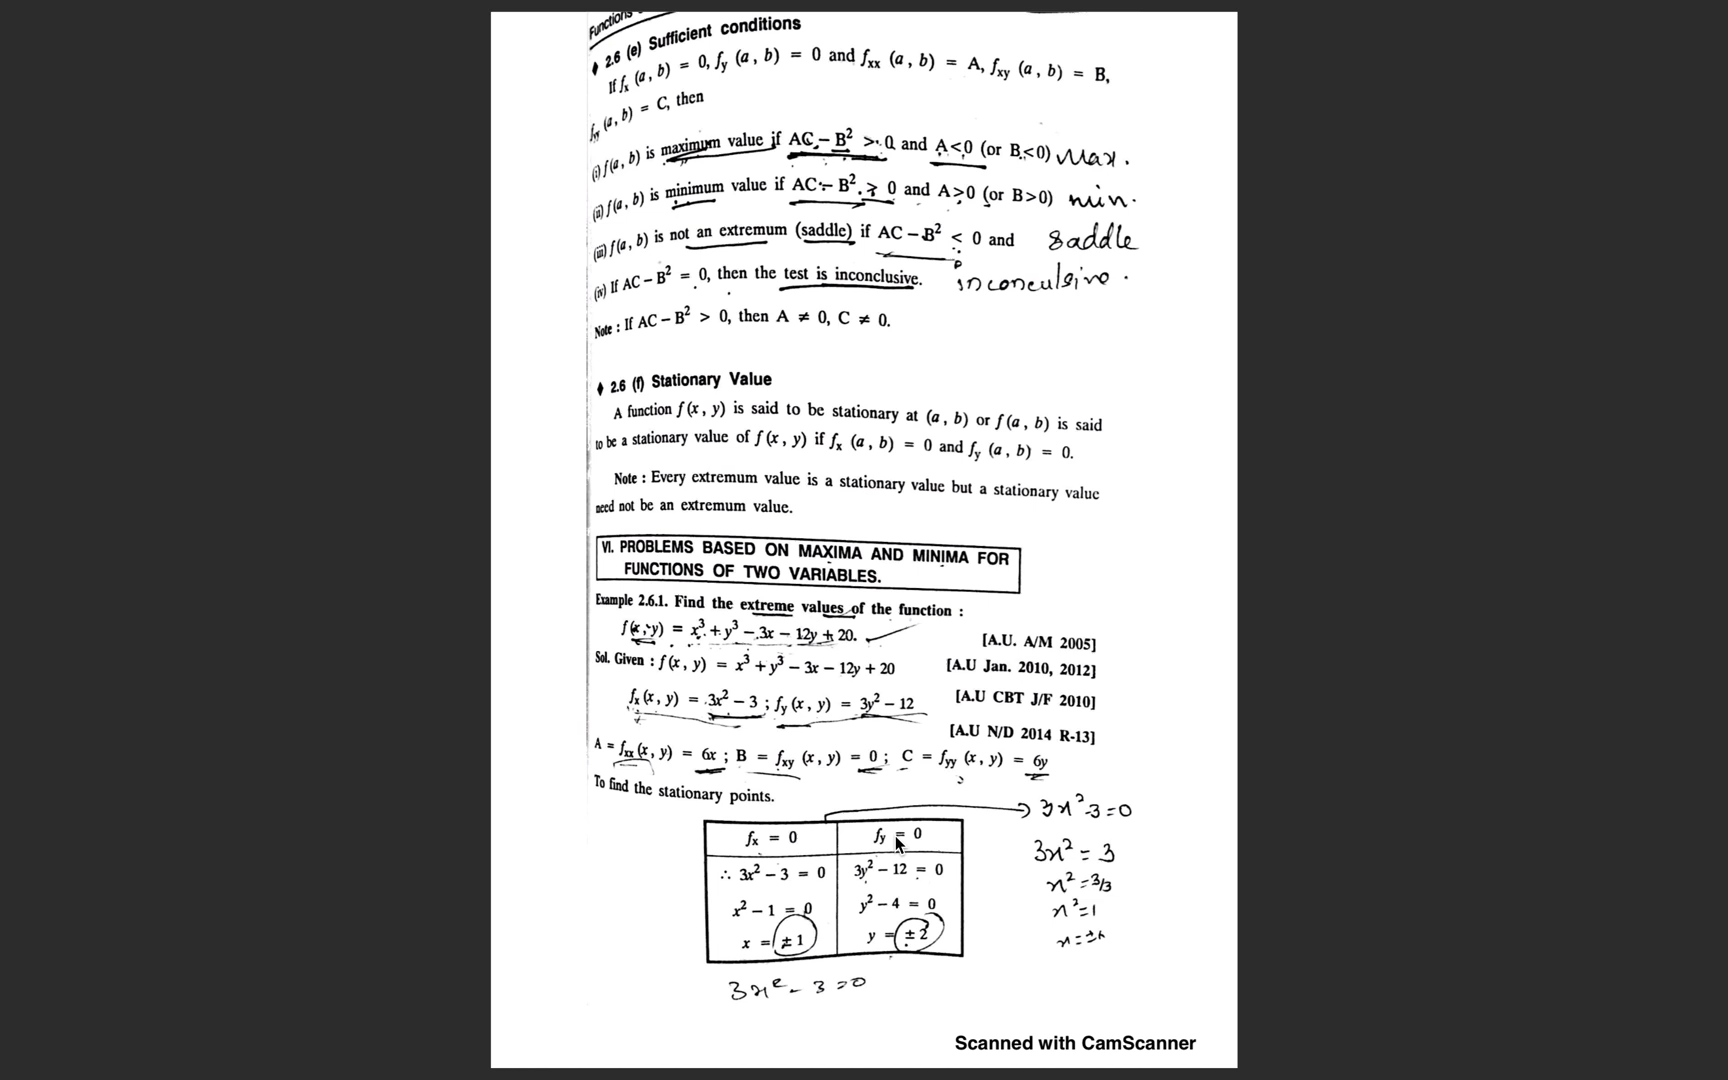 Functions
♦ 2.6 (e) Sufficient conditions
If fₓ (a, b) = 0, f_y (a, b) = 0 and fₓₓ (a, b) = A, f_xy (a, b) = B,
f_yy (a, b) = C, then
(i) f(a, b) is maximum value if AC − B² > 0 and A<0 (or B<0) Max.
(ii) f(a, b) is minimum value if AC − B² > 0 and A>0 (or B>0) min.
(iii) f(a, b) is not an extremum (saddle) if AC − B² < 0 and saddle
(iv) If AC − B² = 0, then the test is inconclusive. inconculsive.
Note : If AC − B² > 0, then A ≠ 0, C ≠ 0.
♦ 2.6 (f) Stationary Value
A function f(x, y) is said to be stationary at (a, b) or f(a, b) is said
to be a stationary value of f(x, y) if fₓ (a, b) = 0 and f_y (a, b) = 0.
Note : Every extremum value is a stationary value but a stationary value
need not be an extremum value.
VI. PROBLEMS BASED ON MAXIMA AND MINIMA FOR
FUNCTIONS OF TWO VARIABLES.
Example 2.6.1. Find the extreme values of the function :
f(x, y) = x³ + y³ − 3x − 12y + 20. [A.U. A/M 2005]
Sol. Given : f(x, y) = x³ + y³ − 3x − 12y + 20 [A.U Jan. 2010, 2012]
fₓ(x, y) = 3x² − 3 ; f_y(x, y) = 3y² − 12 [A.U CBT J/F 2010]
[A.U N/D 2014 R-13]
A = fₓₓ(x, y) = 6x ; B = f_xy (x, y) = 0 ; C = f_yy (x, y) = 6y
To find the stationary points.
3x² - 3 = 0
fₓ = 0 f_y = 0
3x² = 3
∴ 3x² − 3 = 0 3y² − 12 = 0
x² = 3/3
x² − 1 = 0 y² − 4 = 0
x² = 1
x = ± 1 y = ± 2
3x² - 3 = 0
Scanned with CamScanner